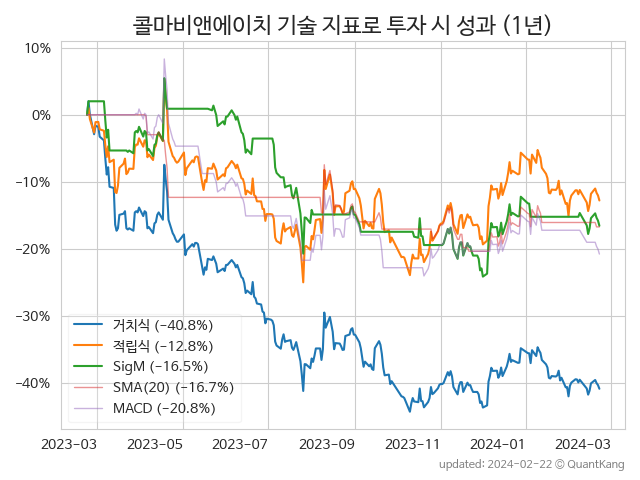 콜마비앤에이치 기술 지표로 투자 시 성과 (1년)
10%
0%
−10%
−20%
−30%
−40%
거치식 (−40.8%)
적립식 (−12.8%)
SigM (−16.5%)
SMA(20) (−16.7%)
MACD (−20.8%)
2023−03 2023−05 2023−07 2023−09 2023−11 2024−01 2024−03
updated: 2024−02−22 ⓒ QuantKang